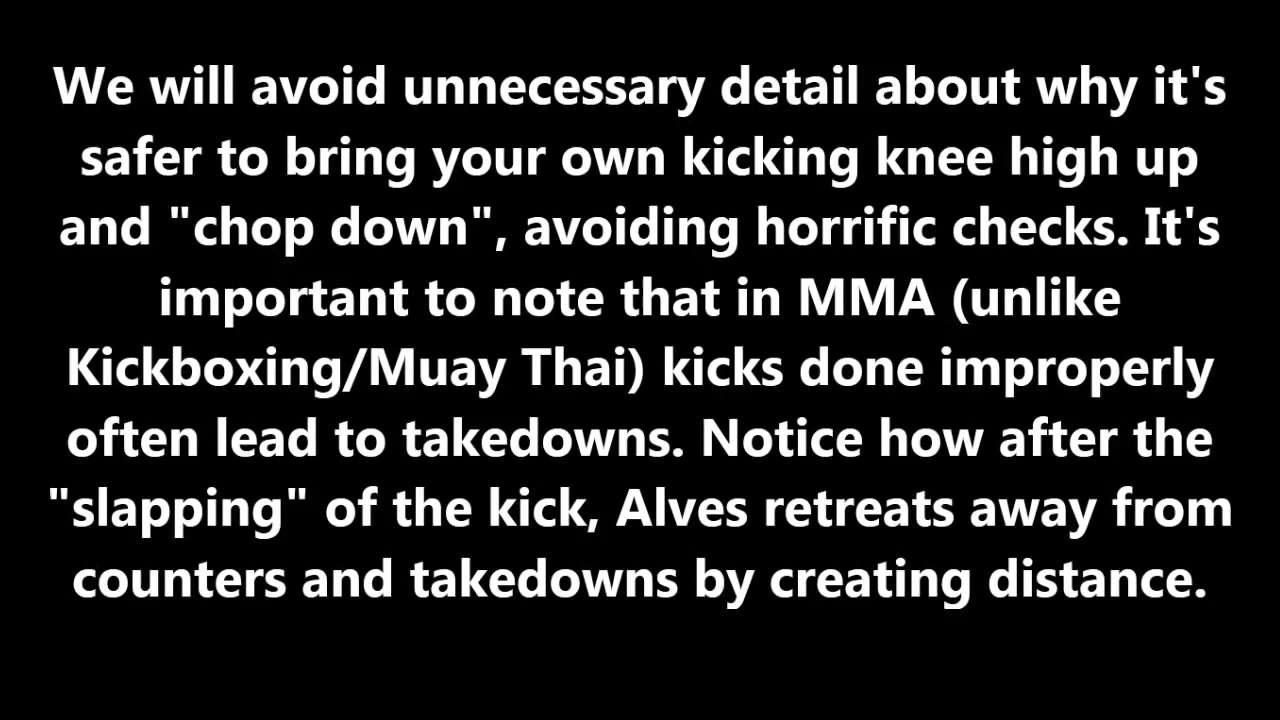 We will avoid unnecessary detail about why it's
safer to bring your own kicking knee high up
and "chop down", avoiding horrific checks. It's
important to note that in MMA (unlike
Kickboxing/Muay Thai) kicks done improperly
often lead to takedowns. Notice how after the
"slapping" of the kick, Alves retreats away from
counters and takedowns by creating distance.